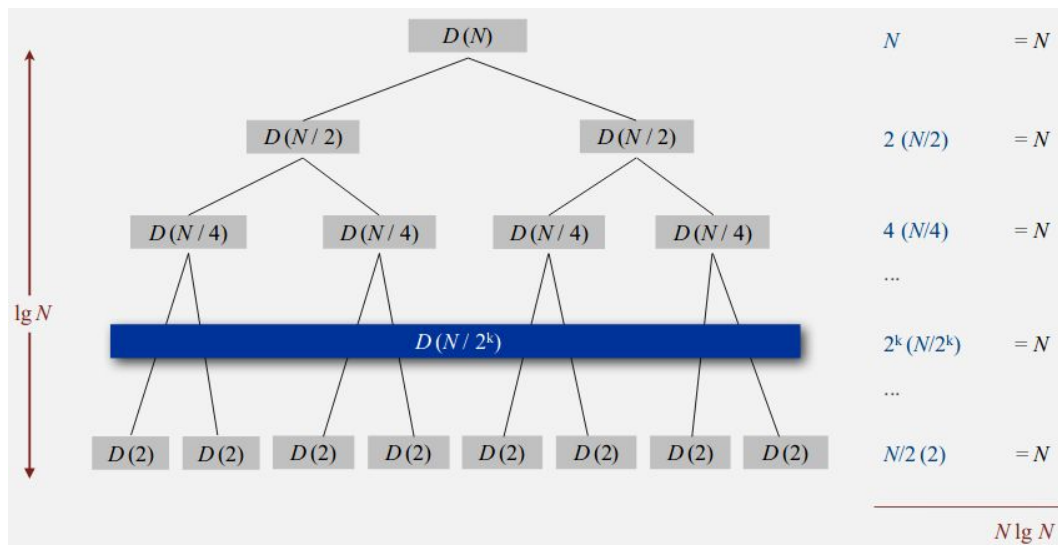 D (N) N = N
D (N / 2) D (N / 2) 2 (N/2) = N
D (N / 4) D (N / 4) D (N / 4) D (N / 4) 4 (N/4) = N
...
lg N
D (N / 2ᵏ) 2ᵏ (N/2ᵏ) = N
...
D (2) D (2) D (2) D (2) D (2) D (2) D (2) D (2) N/2 (2) = N
N lg N